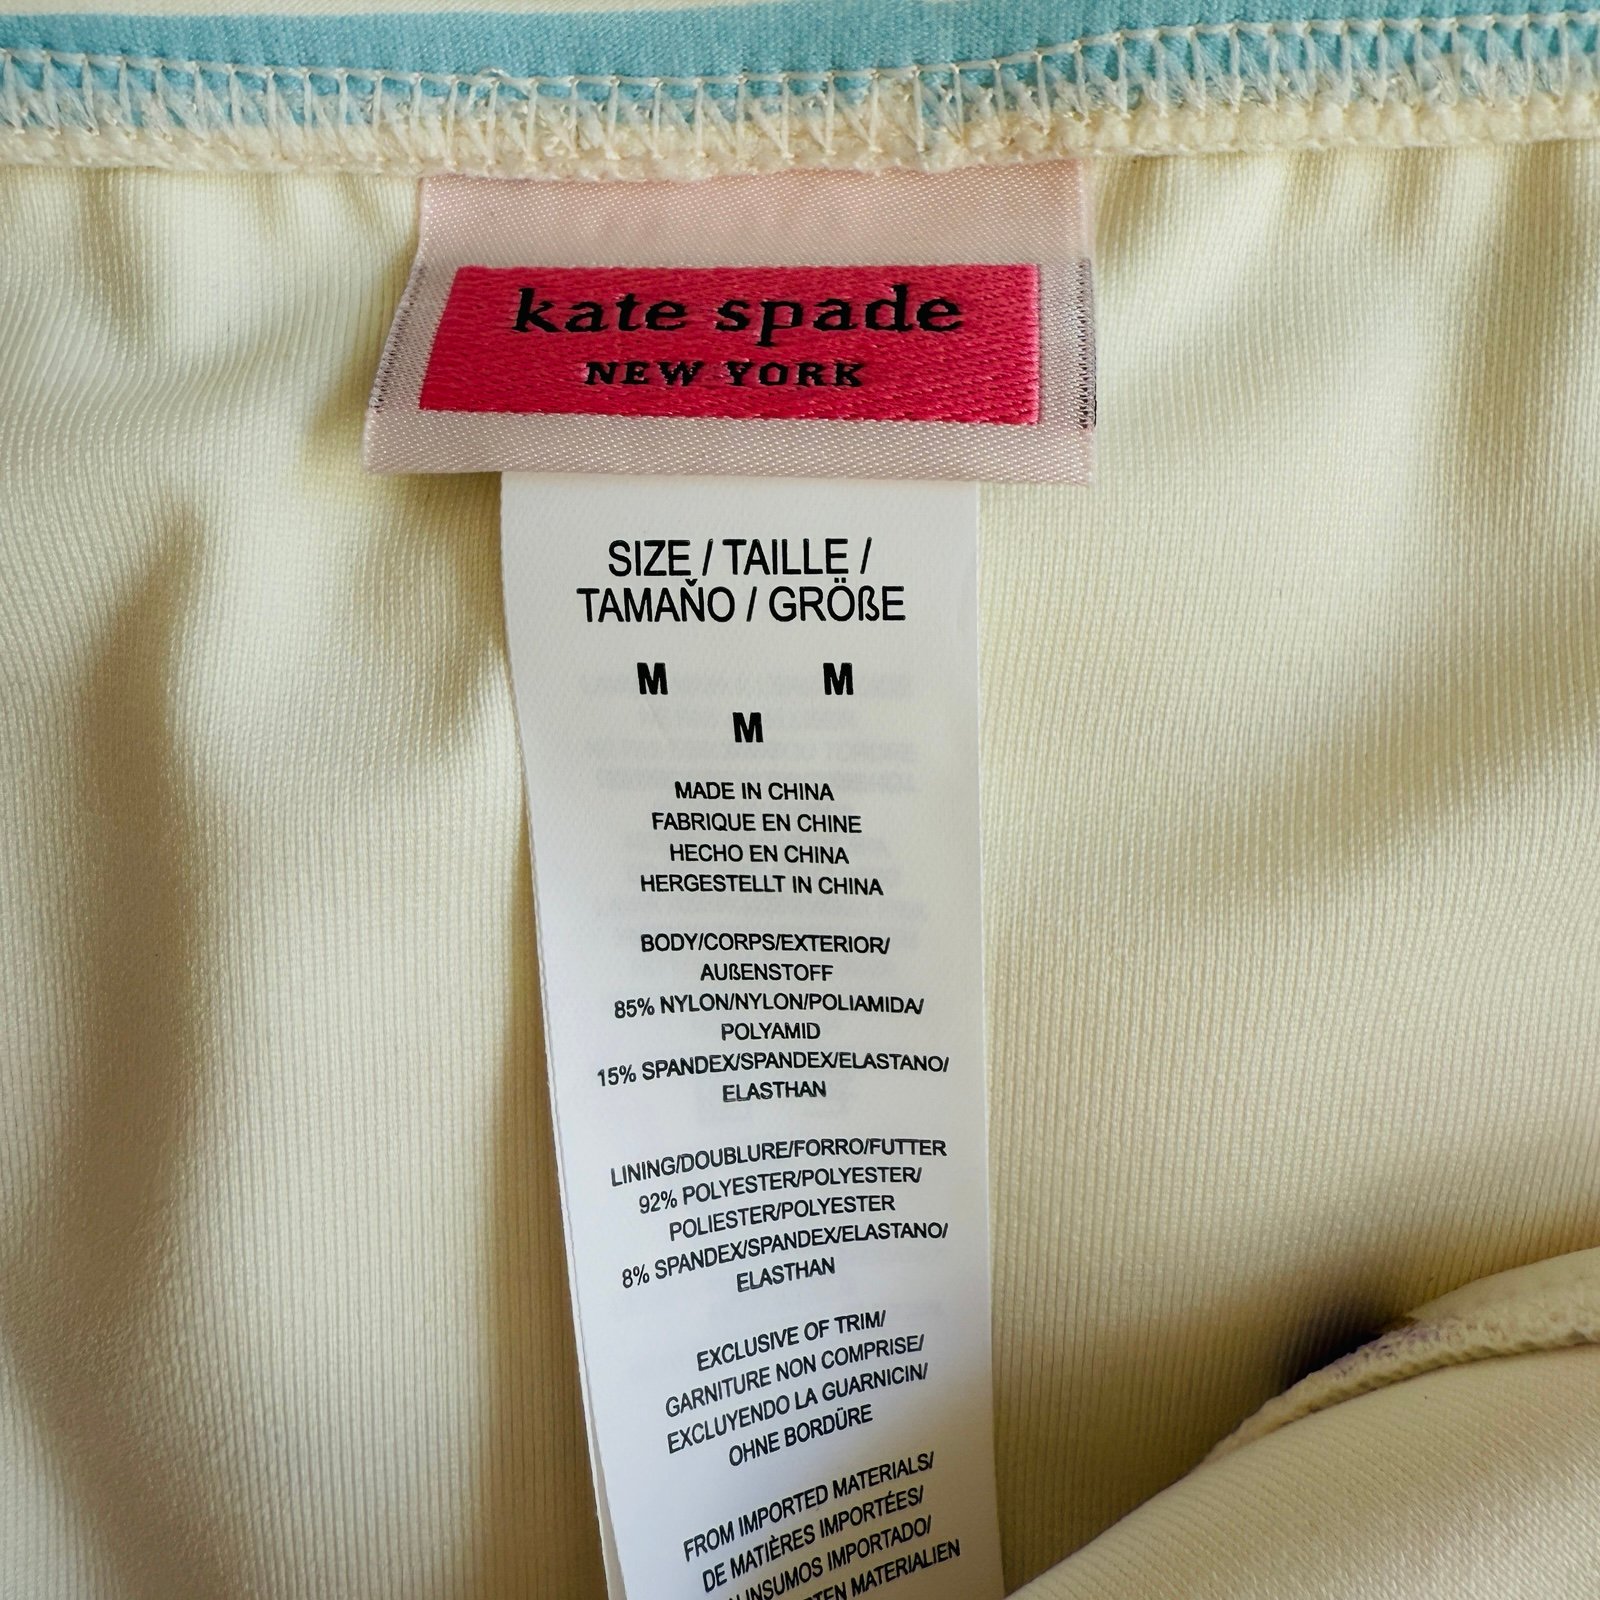 kate spade
NEW YORK
SIZE / TAILLE /
TAMAŇO / GRÖßE
M M
M
MADE IN CHINA
FABRIQUE EN CHINE
HECHO EN CHINA
HERGESTELLT IN CHINA
BODY/CORPS/EXTERIOR/
AUßENSTOFF
85% NYLON/NYLON/POLIAMIDA/
POLYAMID
15% SPANDEX/SPANDEX/ELASTANO/
ELASTHAN
LINING/DOUBLURE/FORRO/FUTTER
92% POLYESTER/POLYESTER/
POLIESTER/POLYESTER
8% SPANDEX/SPANDEX/ELASTANO/
ELASTHAN
EXCLUSIVE OF TRIM/
GARNITURE NON COMPRISE/
EXCLUYENDO LA GUARNICIN/
OHNE BORDÜRE
FROM IMPORTED MATERIALS/
DE MATIÈRES IMPORTÉES/
INSUMOS IMPORTADO/
MATERIALIEN